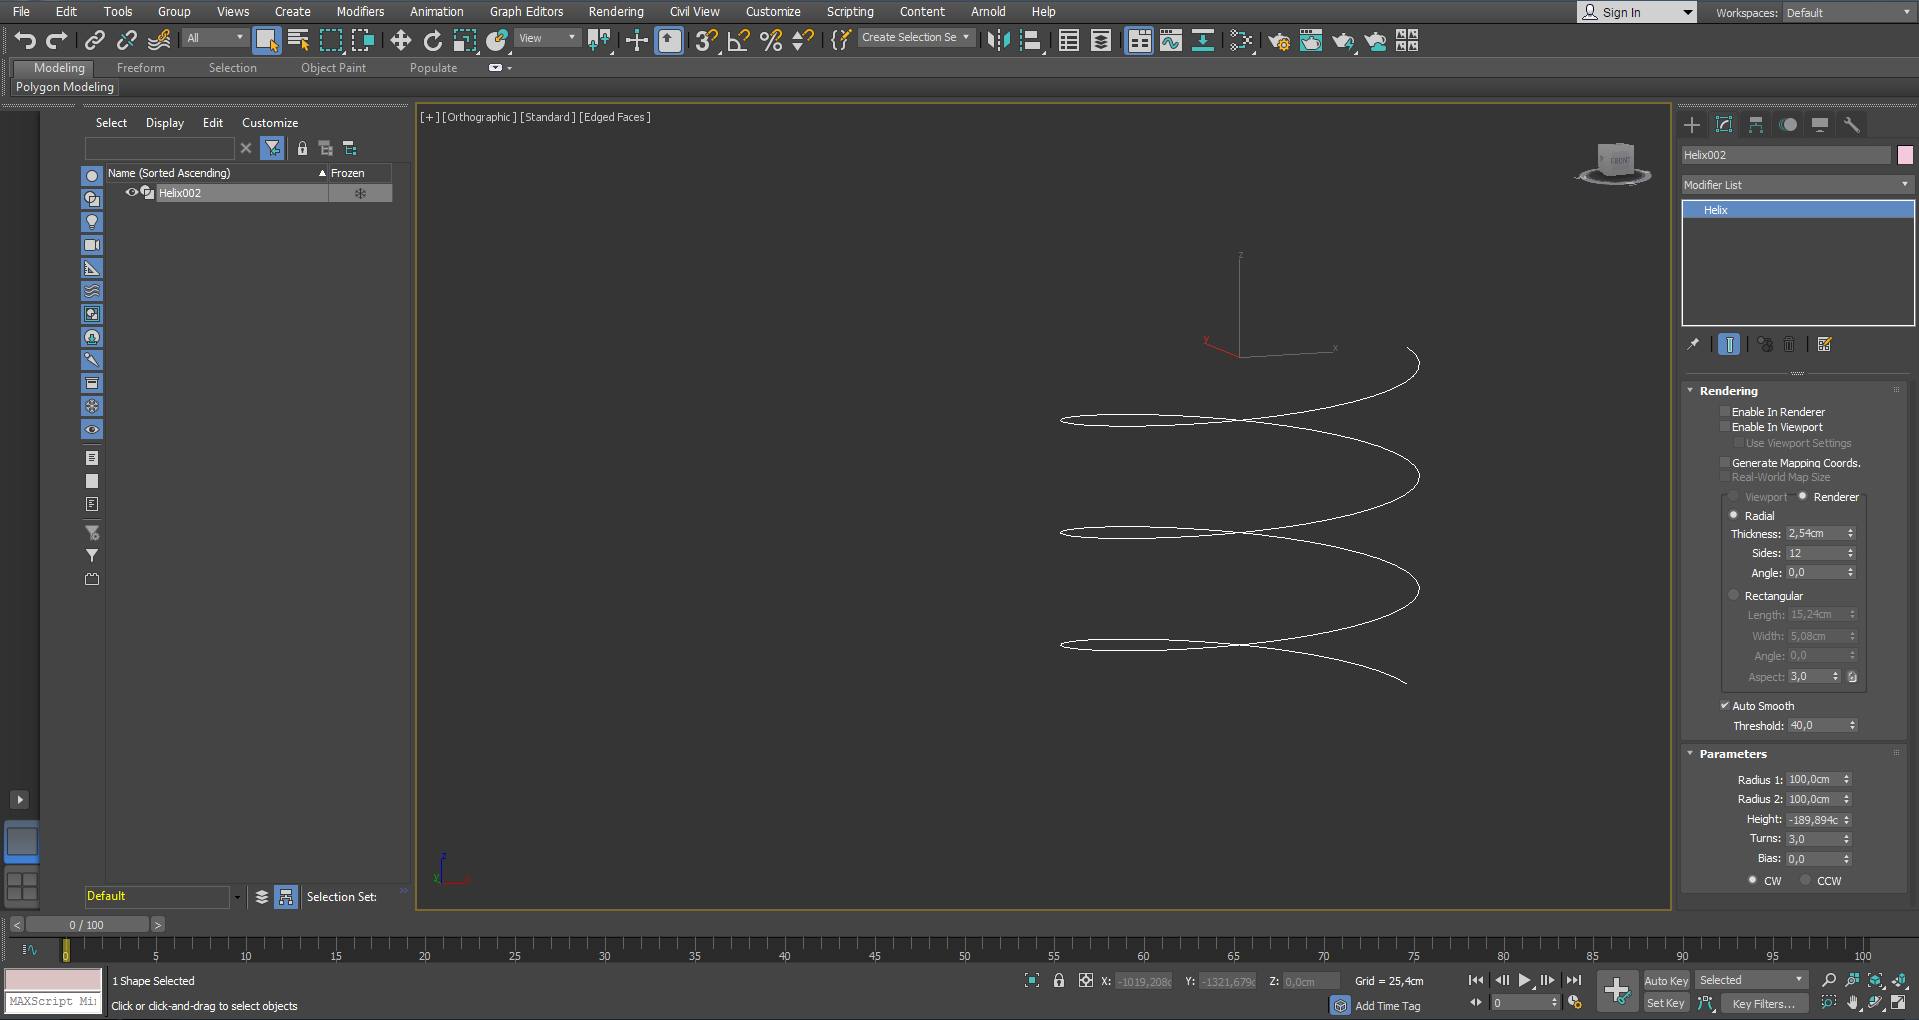 File Edit Tools Group Views Create Modifiers Animation Graph Editors Rendering Civil View Customize Scripting Content Arnold Help
Sign In Workspaces: Default
All View Create Selection Se
Modeling Freeform Selection Object Paint Populate
Polygon Modeling
Select Display Edit Customize
Name (Sorted Ascending) Frozen
Helix002
Default
Selection Set:
[+] [Orthographic] [Standard] [Edged Faces]
FRONT
z
y
x
z
y
x
Helix002
Modifier List
Helix
Rendering
Enable In Renderer
Enable In Viewport
Use Viewport Settings
Generate Mapping Coords.
Real-World Map Size
Viewport Renderer
Radial
Thickness: 2,54cm
Sides: 12
Angle: 0,0
Rectangular
Length: 15,24cm
Width: 5,08cm
Angle: 0,0
Aspect: 3,0
Auto Smooth
Threshold: 40,0
Parameters
Radius 1: 100,0cm
Radius 2: 100,0cm
Height: -189,894c
Turns: 3,0
Bias: 0,0
CW CCW
< 0 / 100 >
0 5 10 15 20 25 30 35 40 45 50 55 60 65 70 75 80 85 90 95 100
1 Shape Selected
X: -1019,208c Y: -1321,679c Z: 0,0cm Grid = 25,4cm
Auto Key Selected
MAXScript Mi
Click or click-and-drag to select objects
Add Time Tag
0
Set Key Key Filters...